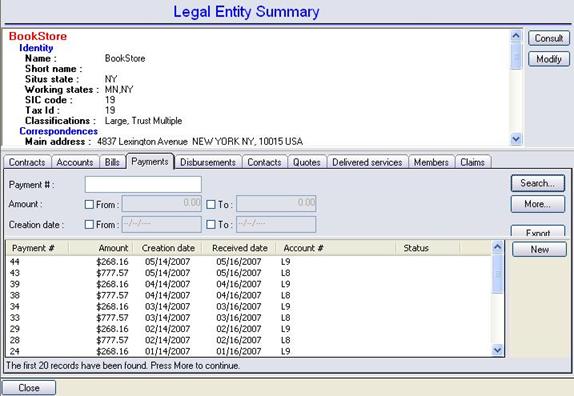 Legal Entity Summary
BookStore
Identity
Name : BookStore
Short name :
Situs state : NY
Working states : MN,NY
SIC code : 19
Tax Id : 19
Classifications : Large, Trust Multiple
Correspondences
Main address : 4837 Lexington Avenue NEW YORK NY, 10015 USA
Consult
Modify
Contracts Accounts Bills Payments Disbursements Contacts Quotes Delivered services Members Claims
Payment # :
Amount : From : 0.00 To : 0.00
Creation date : From : --/--/---- To : --/--/----
Search...
More...
Export
New
Payment # Amount Creation date Received date Account # Status
44 $268.16 05/14/2007 05/16/2007 L9
43 $777.57 05/14/2007 05/16/2007 L8
39 $268.16 04/14/2007 04/16/2007 L9
38 $777.57 04/14/2007 04/16/2007 L8
34 $268.16 03/14/2007 03/16/2007 L9
33 $777.57 03/14/2007 03/16/2007 L8
29 $268.16 02/14/2007 02/16/2007 L9
28 $777.57 02/14/2007 02/16/2007 L8
24 $268.16 01/14/2007 01/16/2007 L9
The first 20 records have been found. Press More to continue.
Close